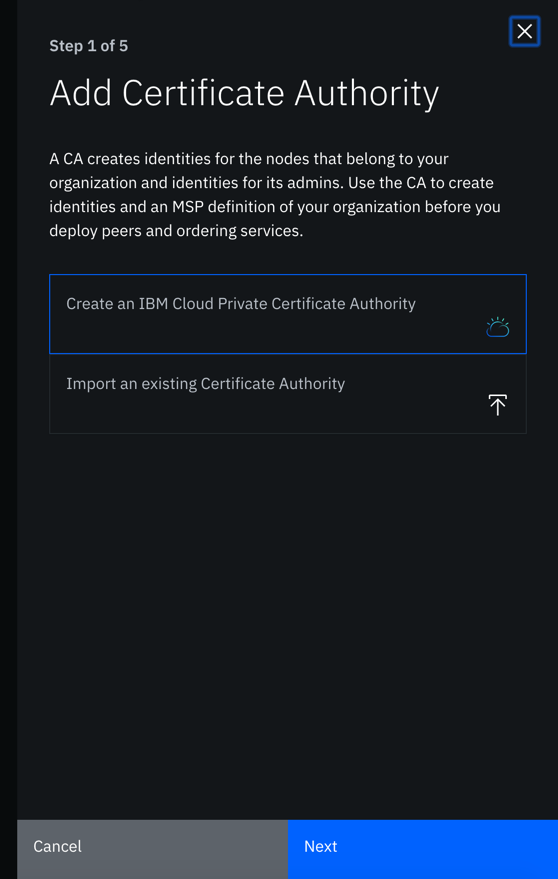 Step 1 of 5
Add Certificate Authority
A CA creates identities for the nodes that belong to your
organization and identities for its admins. Use the CA to create
identities and an MSP definition of your organization before you
deploy peers and ordering services.
Create an IBM Cloud Private Certificate Authority
Import an existing Certificate Authority
Cancel
Next